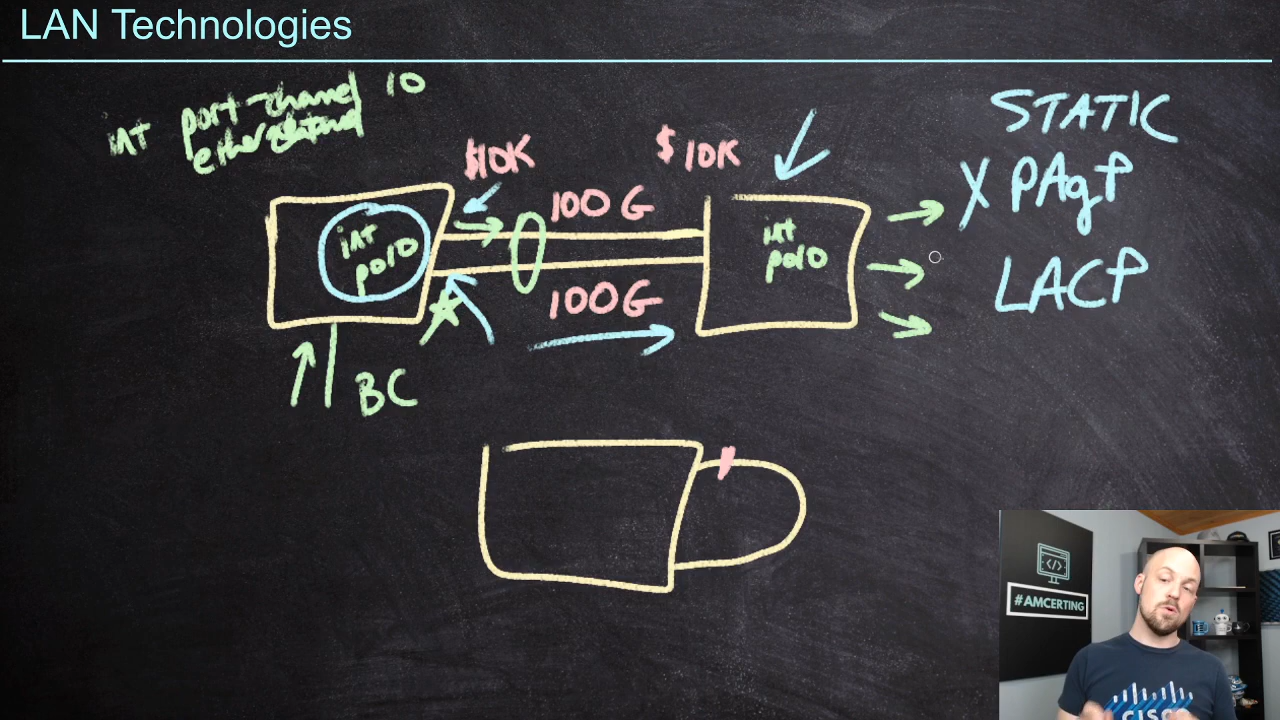 LAN Technologies
int port-channel 10
$10K
$ 10K
STATIC
X PAgP
100 G
int
po10
int
po10
LACP
100G
BC
</> 
#AMCERTING
CISCO